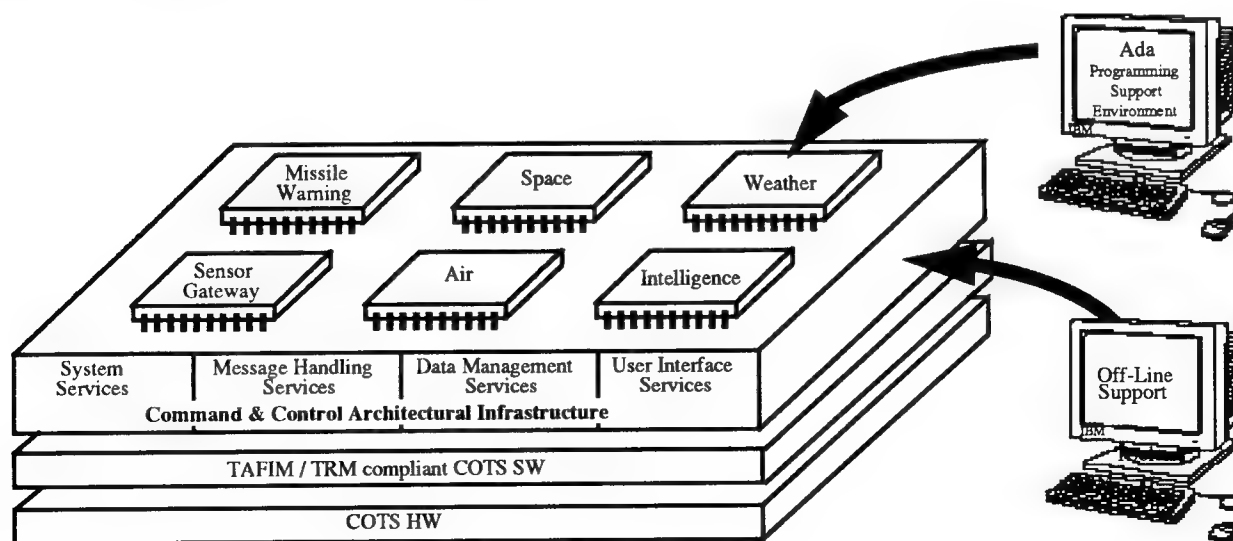 Ada
Programming
Support
Environment
IBM
Missile
Warning
Space
Weather
Sensor
Gateway
Air
Intelligence
System
Services
Message Handling
Services
Data Management
Services
User Interface
Services
Command & Control Architectural Infrastructure
Off-Line
Support
IBM
TAFIM / TRM compliant COTS SW
COTS HW